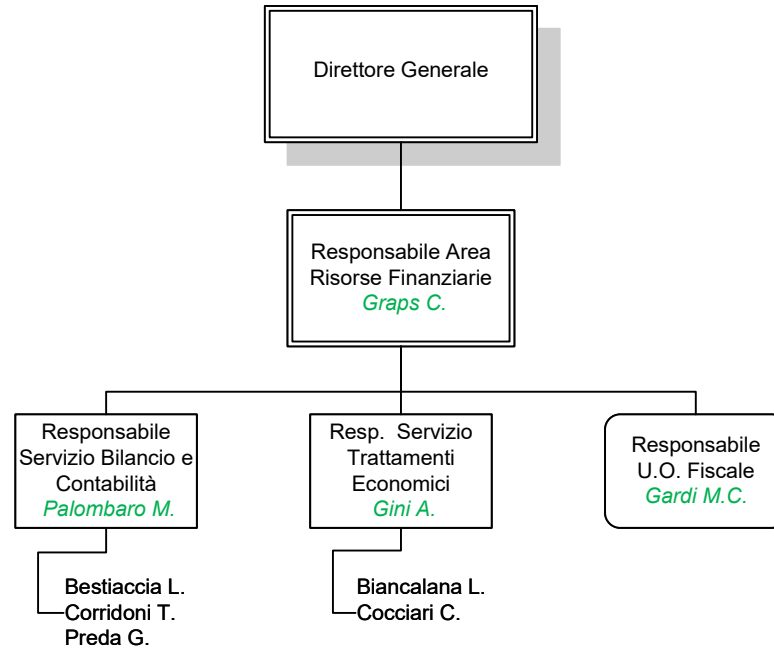 Direttore Generale
Responsabile Area
Risorse Finanziarie
Graps C.
Responsabile
Servizio Bilancio e
Contabilità
Palombaro M.
Resp. Servizio
Trattamenti
Economici
Gini A.
Responsabile
U.O. Fiscale
Gardi M.C.
Bestiaccia L.
Corridoni T.
Preda G.
Biancalana L.
Cocciari C.